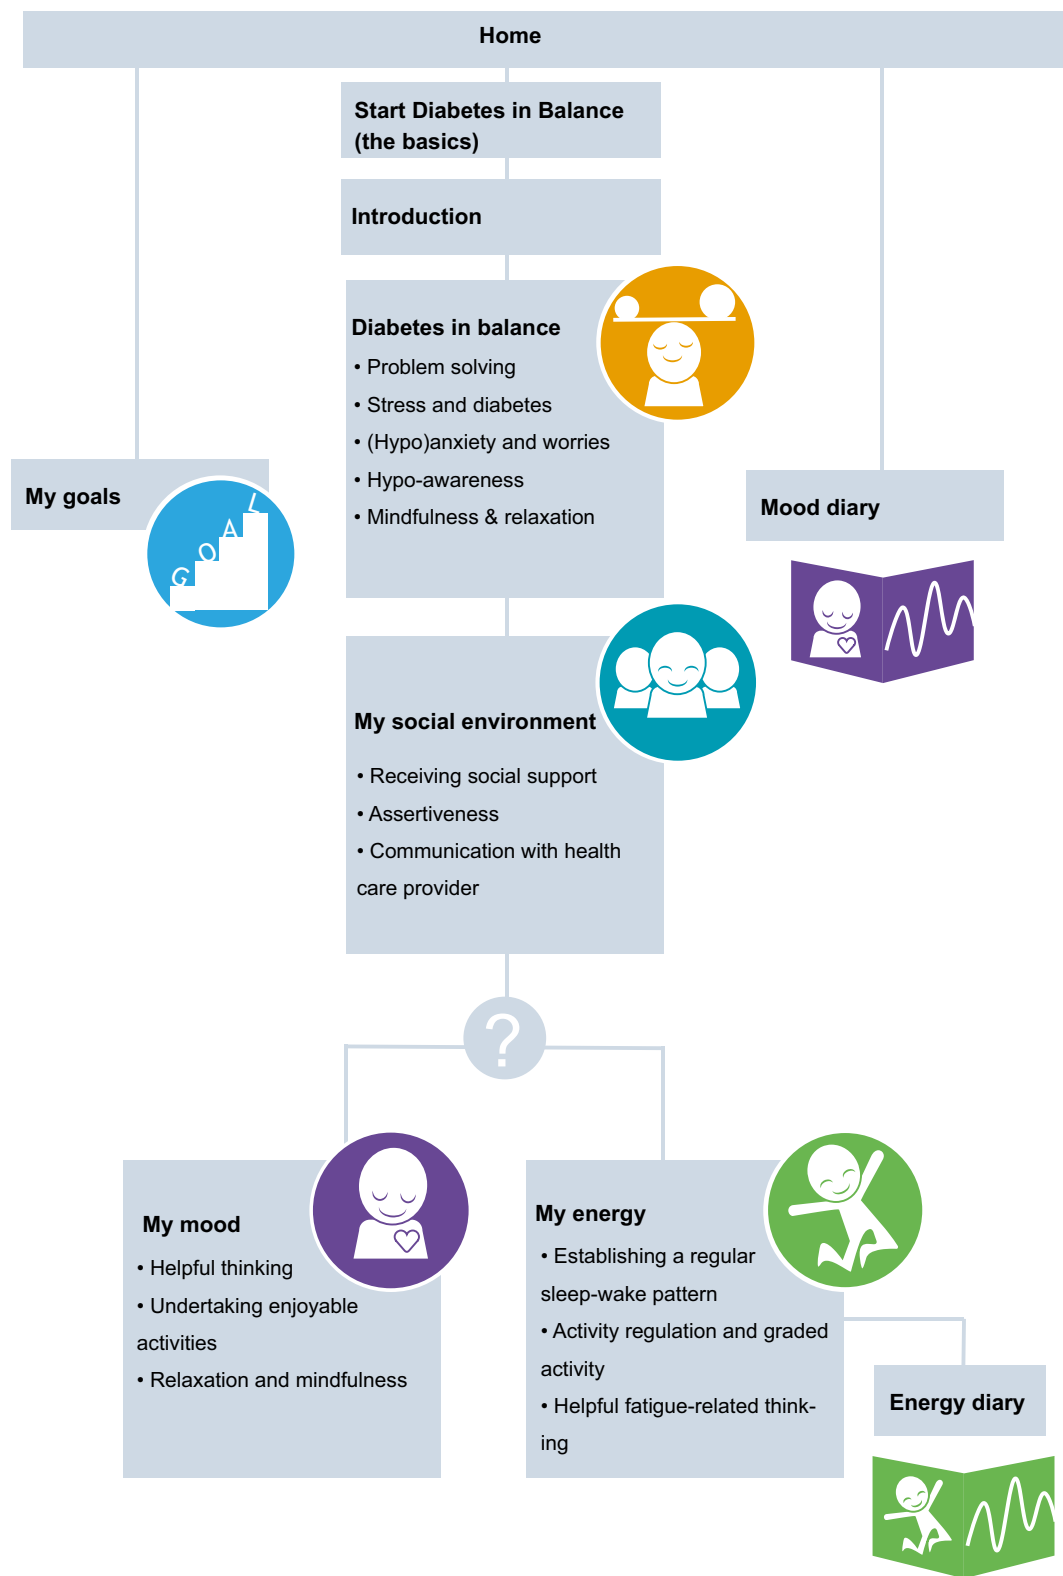 Home
Start Diabetes in Balance
(the basics)
Introduction
Diabetes in balance
• Problem solving
• Stress and diabetes
• (Hypo)anxiety and worries
• Hypo-awareness
• Mindfulness & relaxation
My goals
GOAL
Mood diary
My social environment
• Receiving social support
• Assertiveness
• Communication with health
care provider
?
My mood
• Helpful thinking
• Undertaking enjoyable
activities
• Relaxation and mindfulness
My energy
• Establishing a regular
sleep-wake pattern
• Activity regulation and graded
activity
• Helpful fatigue-related think-
ing
Energy diary